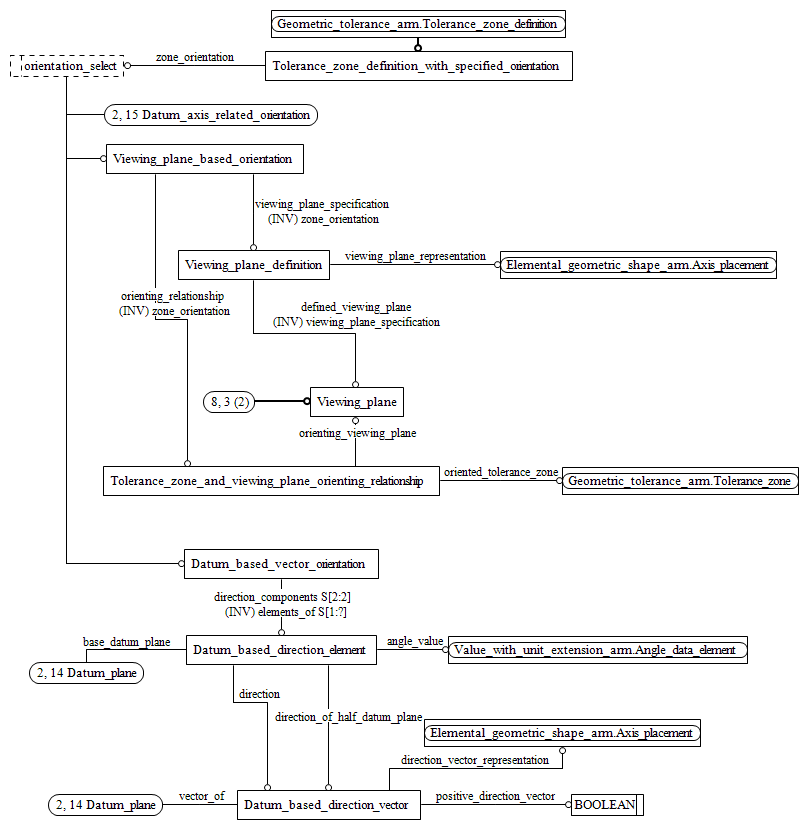 Geometric_tolerance_arm.Tolerance_zone_definition
zone_orientation
orientation_select
Tolerance_zone_definition_with_specified_orientation
2, 15 Datum_axis_related_orientation
Viewing_plane_based_orientation
viewing_plane_specification
(INV) zone_orientation
viewing_plane_representation
Viewing_plane_definition
Elemental_geometric_shape_arm.Axis_placement
orienting_relationship
(INV) zone_orientation
defined_viewing_plane
(INV) viewing_plane_specification
8, 3 (2)
Viewing_plane
orienting_viewing_plane
Tolerance_zone_and_viewing_plane_orienting_relationship
oriented_tolerance_zone
Geometric_tolerance_arm.Tolerance_zone
Datum_based_vector_orientation
direction_components S[2:2]
(INV) elements_of S[1:?]
base_datum_plane
Datum_based_direction_element
angle_value
Value_with_unit_extension_arm.Angle_data_element
2, 14 Datum_plane
direction
direction_of_half_datum_plane
Elemental_geometric_shape_arm.Axis_placement
direction_vector_representation
2, 14 Datum_plane
vector_of
Datum_based_direction_vector
positive_direction_vector
BOOLEAN